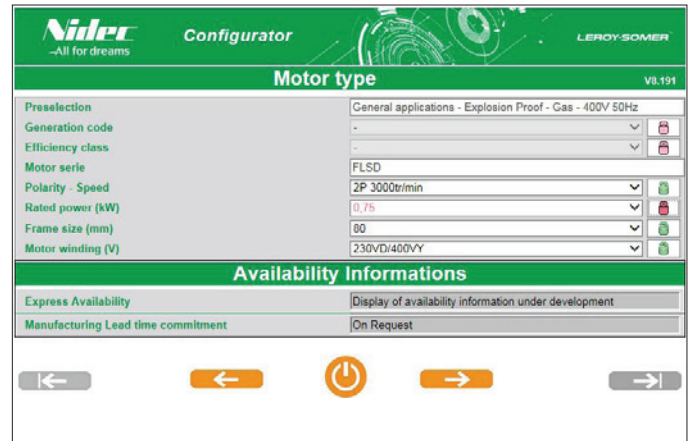 Nidec
-All for dreams
Configurator
LEROY-SOMER
Motor type
V8.191
Preselection General applications - Explosion Proof - Gas - 400V 50Hz
Generation code -
Efficiency class -
Motor serie FLSD
Polarity - Speed 2P 3000tr/min
Rated power (kW) 0,75
Frame size (mm) 80
Motor winding (V) 230VD/400VY
Availability Informations
Express Availability Display of availability information under development
Manufacturing Lead time commitment On Request